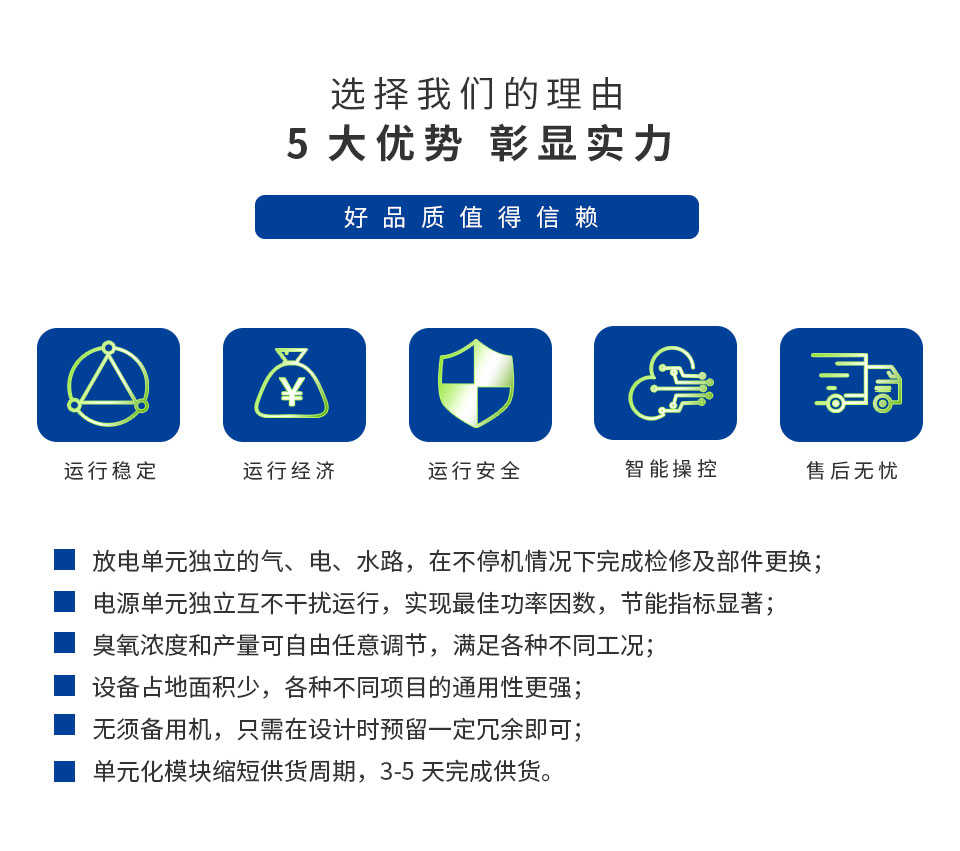 选择我们的理由
5 大优势 彰显实力
好品质值得信赖
¥
运行稳定
运行经济
运行安全
智能操控
售后无忧
放电单元独立的气、电、水路，在不停机情况下完成检修及部件更换；
电源单元独立互不干扰运行，实现最佳功率因数，节能指标显著；
臭氧浓度和产量可自由任意调节，满足各种不同工况；
设备占地面积少，各种不同项目的通用性更强；
无须备用机，只需在设计时预留一定冗余即可；
单元化模块缩短供货周期，3-5 天完成供货。